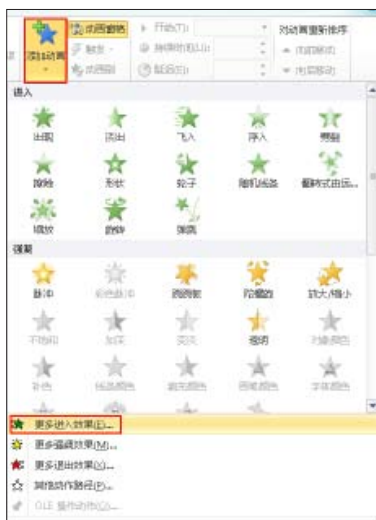 添加动画 动画窗格 开始(T): 对动画重新排序
触发 持续时间(U): 向前移动
动画刷 延迟(S): 向后移动
进入
出现 淡出 飞入 浮入 劈裂
擦除 形状 轮子 随机线条 翻转式由远...
缩放 旋转 弹跳
强调
脉冲 彩色脉冲 跷跷板 陀螺旋 放大/缩小
不饱和 加深 变淡 透明 对象颜色
补色 线条颜色 填充颜色 画笔颜色 字体颜色
更多进入效果(E)...
更多强调效果(M)...
更多退出效果(X)...
其他动作路径(P)...
OLE 操作动作(O)...